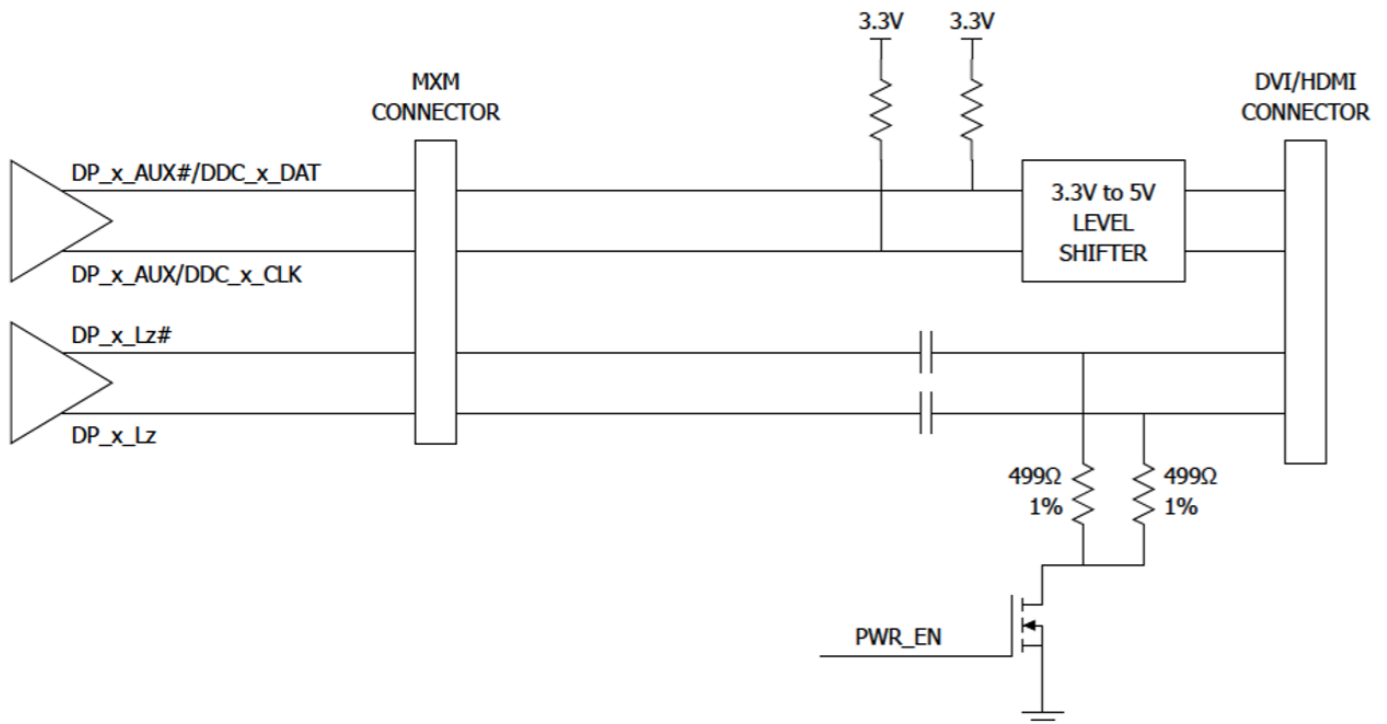 3.3V 3.3V
MXM
CONNECTOR
DVI/HDMI
CONNECTOR
DP_x_AUX#/DDC_x_DAT
3.3V to 5V
LEVEL
SHIFTER
DP_x_AUX/DDC_x_CLK
DP_x_Lz#
DP_x_Lz
499Ω
1%
499Ω
1%
PWR_EN